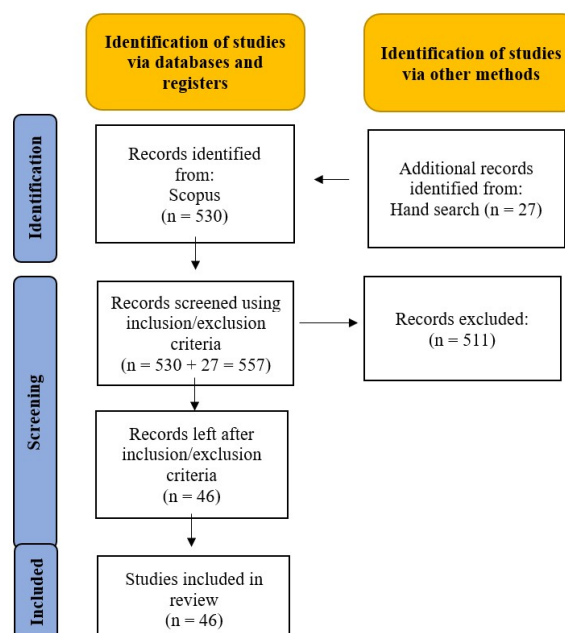 Identification of studies
via databases and
registers
Identification of studies
via other methods
Identification
Records identified
from:
Scopus
(n = 530)
Additional records
identified from:
Hand search (n = 27)
Screening
Records screened using
inclusion/exclusion
criteria
(n = 530 + 27 = 557)
Records excluded:
(n = 511)
Records left after
inclusion/exclusion
criteria
(n = 46)
Included
Studies included in
review
(n = 46)